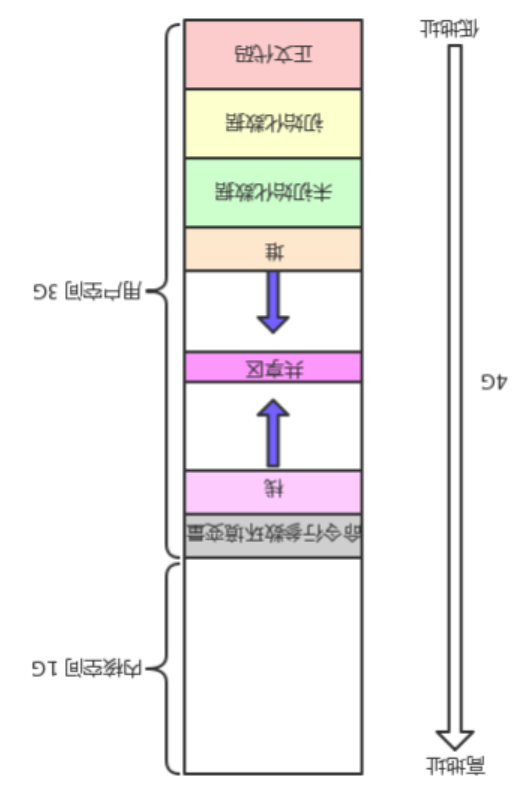 高地址
内核空间 1G
命令行参数环境变量
栈
4G
共享区
用户空间 3G
堆
未初始化数据
初始化数据
正文代码
低地址